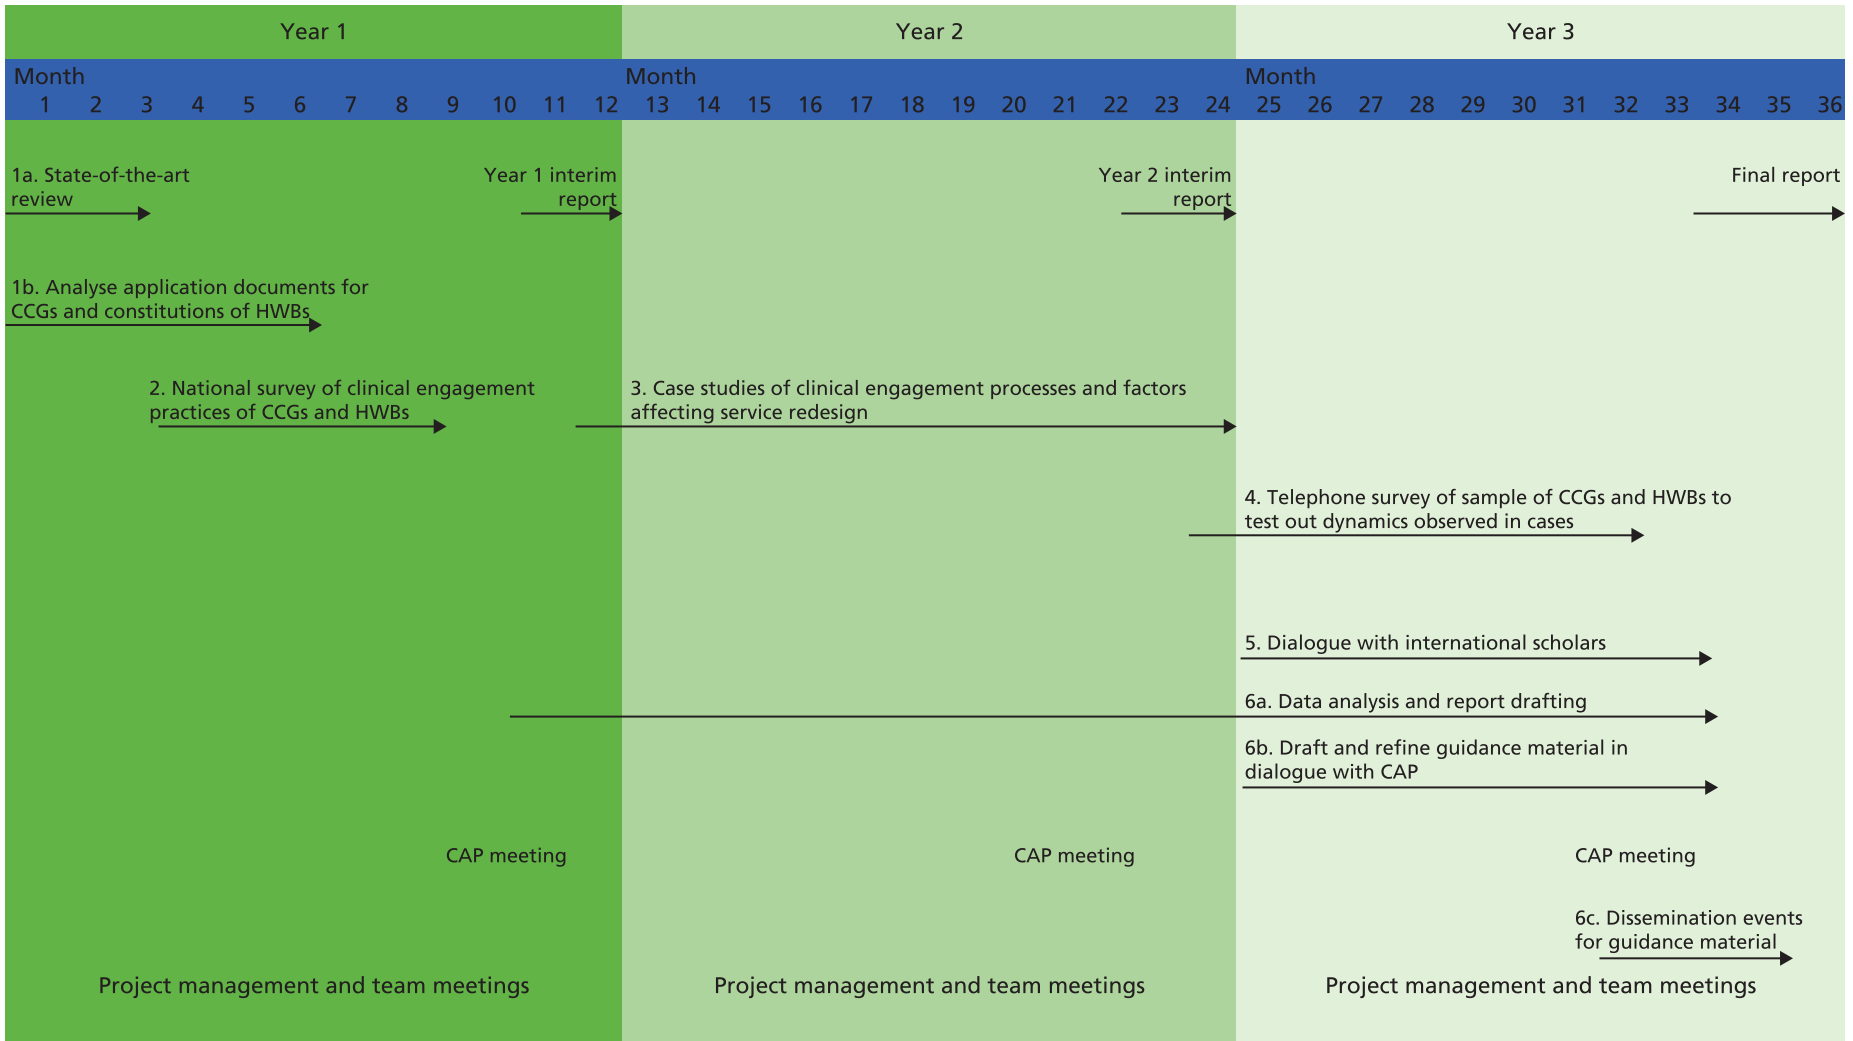 Year 1
Year 2
Year 3
Month
Month
Month
1 2 3 4 5 6 7 8 9 10 11 12 13 14 15 16 17 18 19 20 21 22 23 24 25 26 27 28 29 30 31 32 33 34 35 36
1a. State-of-the-art
review
Year 1 interim
report
Year 2 interim
report
Final report
1b. Analyse application documents for
CCGs and constitutions of HWBs
2. National survey of clinical engagement
practices of CCGs and HWBs
3. Case studies of clinical engagement processes and factors
affecting service redesign
4. Telephone survey of sample of CCGs and HWBs to
test out dynamics observed in cases
5. Dialogue with international scholars
6a. Data analysis and report drafting
6b. Draft and refine guidance material in
dialogue with CAP
CAP meeting
CAP meeting
CAP meeting
6c. Dissemination events
for guidance material
Project management and team meetings
Project management and team meetings
Project management and team meetings